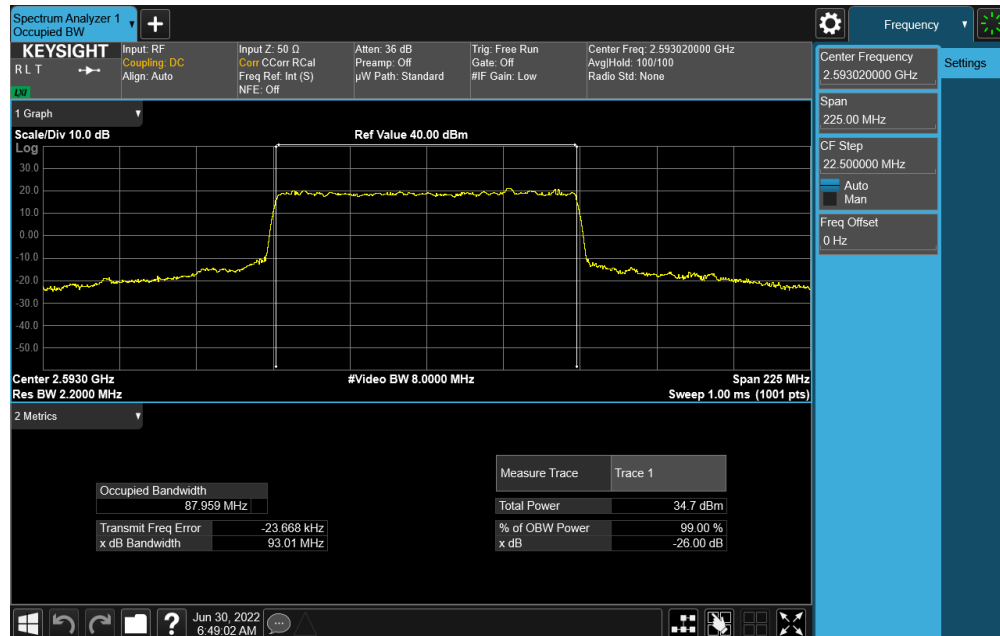 Spectrum Analyzer 1
Occupied BW
Frequency
KEYSIGHT
R L T
LXI
Input: RF
Coupling: DC
Align: Auto
Input Z: 50 Ω
Corr CCorr RCal
Freq Ref: Int (S)
NFE: Off
Atten: 36 dB
Preamp: Off
µW Path: Standard
Trig: Free Run
Gate: Off
#IF Gain: Low
Center Freq: 2.593020000 GHz
Avg|Hold: 100/100
Radio Std: None
Center Frequency
2.593020000 GHz
Settings
Span
225.00 MHz
CF Step
22.500000 MHz
Auto
Man
Freq Offset
0 Hz
1 Graph
Scale/Div 10.0 dB
Ref Value 40.00 dBm
Log
30.0
20.0
10.0
0.00
-10.0
-20.0
-30.0
-40.0
-50.0
Center 2.5930 GHz
#Video BW 8.0000 MHz
Span 225 MHz
Res BW 2.2000 MHz
Sweep 1.00 ms (1001 pts)
2 Metrics
Measure Trace
Trace 1
Occupied Bandwidth
87.959 MHz
Total Power
34.7 dBm
Transmit Freq Error
-23.668 kHz
% of OBW Power
99.00 %
x dB Bandwidth
93.01 MHz
x dB
-26.00 dB
Jun 30, 2022
6:49:02 AM